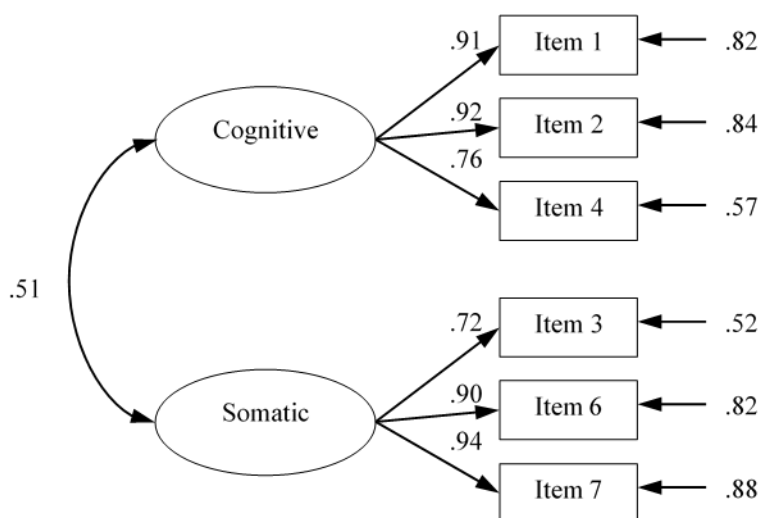 .91
Item 1
.82
Cognitive
.92
Item 2
.84
.76
Item 4
.57
.51
.72
Item 3
.52
Somatic
.90
Item 6
.82
.94
Item 7
.88